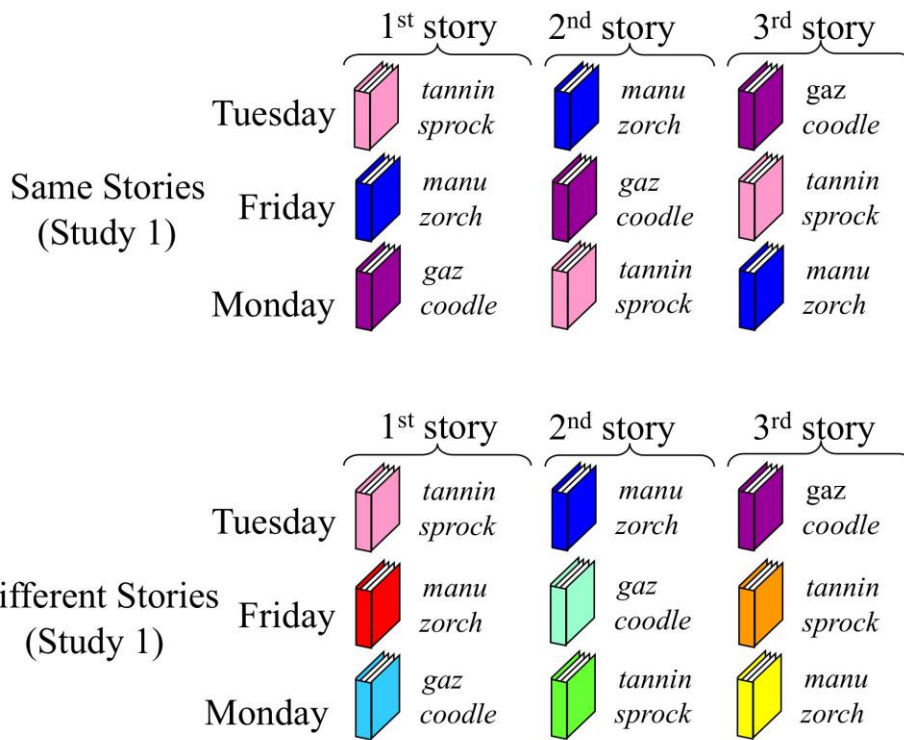 1st story 2nd story 3rd story
Tuesday tannin sprock manu zorch gaz coodle
Same Stories (Study 1)
Friday manu zorch gaz coodle tannin sprock
Monday gaz coodle tannin sprock manu zorch
1st story 2nd story 3rd story
Tuesday tannin sprock manu zorch gaz coodle
ifferent Stories (Study 1)
Friday manu zorch gaz coodle tannin sprock
Monday gaz coodle tannin sprock manu zorch